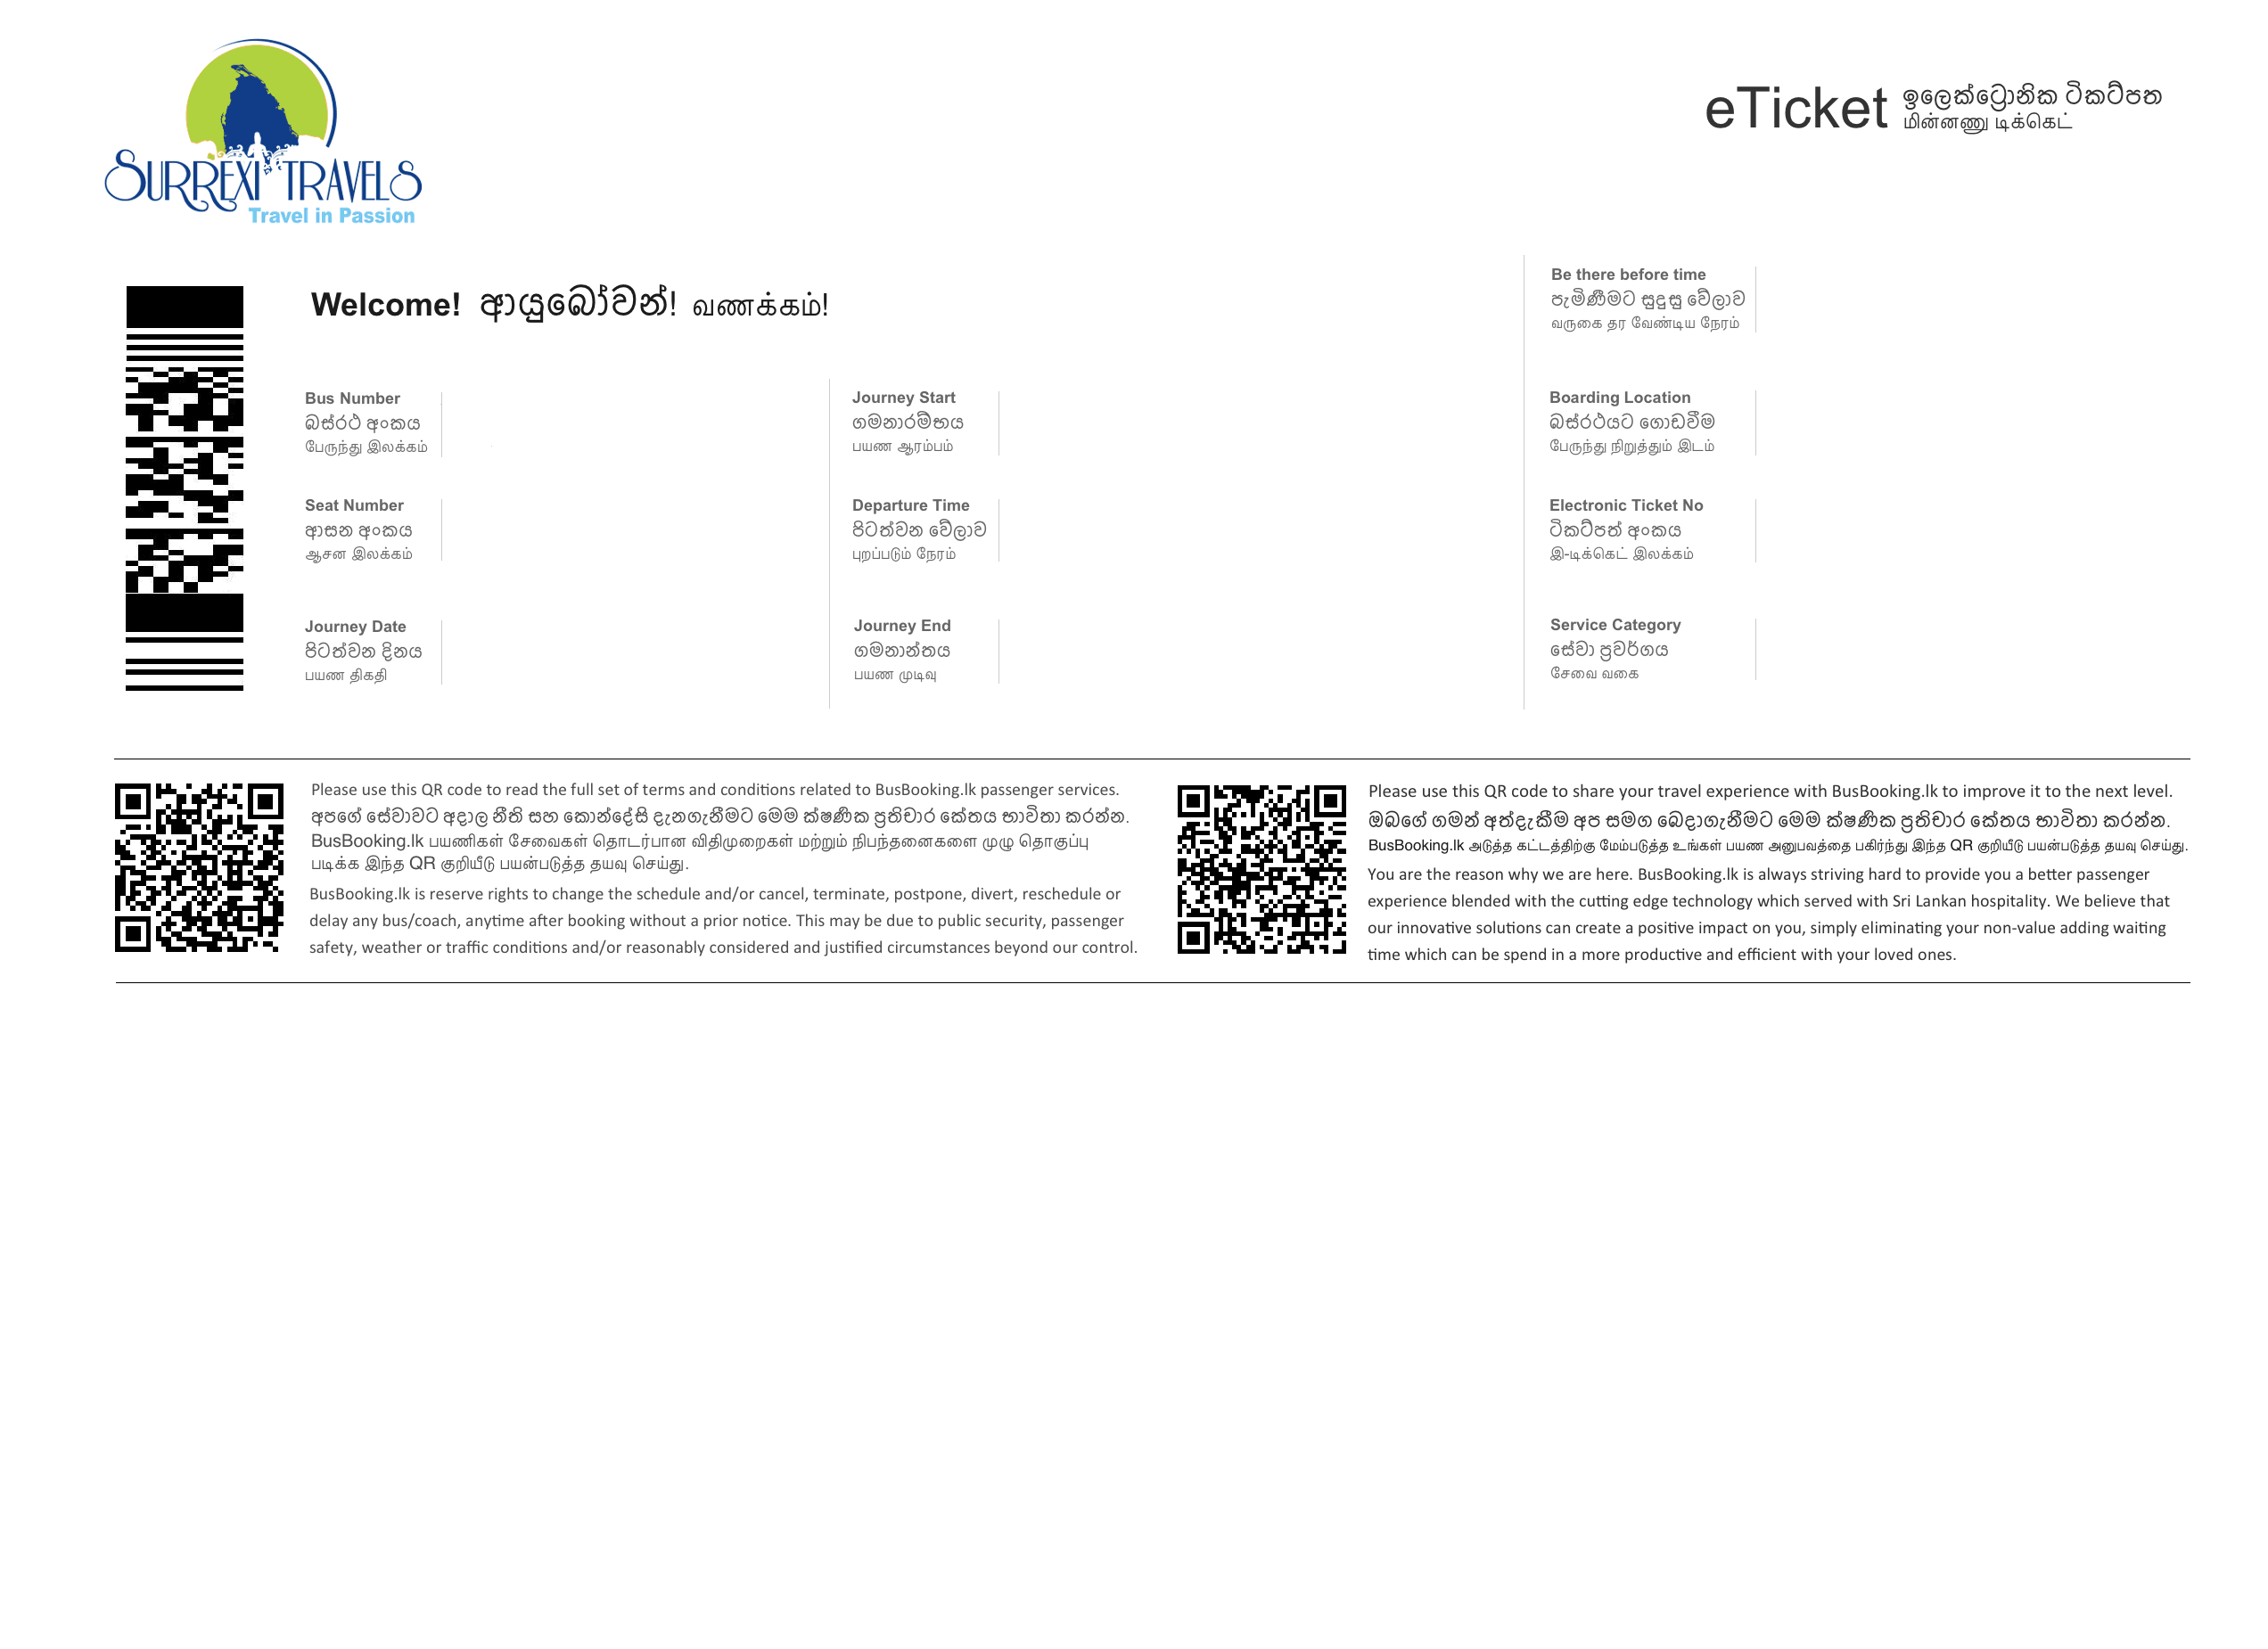 SURREXI TRAVELS
Travel in Passion
eTicket
ඉලෙක්ට්‍රොනික ටිකට්පත
மின்னணு டிக்கெட்
Welcome! ආයුබෝවන්! வணக்கம்!
Be there before time
පැමිණීමට සුදුසු වේලාව
வருகை தர வேண்டிய நேரம்
Bus Number
බස්රථ අංකය
பேருந்து இலக்கம்
Journey Start
ගමනාරම්භය
பயண ஆரம்பம்
Boarding Location
බස්රථයට ගොඩවීම
பேருந்து நிறுத்தும் இடம்
Seat Number
ආසන අංකය
ஆசன இலக்கம்
Departure Time
පිටත්වන වේලාව
புறப்படும் நேரம்
Electronic Ticket No
ටිකට්පත් අංකය
இ-டிக்கெட் இலக்கம்
Journey Date
පිටත්වන දිනය
பயண திகதி
Journey End
ගමනාන්තය
பயண முடிவு
Service Category
සේවා ප්‍රවර්ගය
சேவை வகை
Please use this QR code to read the full set of terms and conditions related to BusBooking.lk passenger services.
අපගේ සේවාවට අදාල නීති සහ කොන්දේසි දැනගැනීමට මෙම ක්ෂණික ප්‍රතිචාර කේතය භාවිතා කරන්න.
BusBooking.lk பயணிகள் சேவைகள் தொடர்பான விதிமுறைகள் மற்றும் நிபந்தனைகளை முழு தொகுப்பு
படிக்க இந்த QR குறியீடு பயன்படுத்த தயவு செய்து.
BusBooking.lk is reserve rights to change the schedule and/or cancel, terminate, postpone, divert, reschedule or
delay any bus/coach, anytime after booking without a prior notice. This may be due to public security, passenger
safety, weather or traffic conditions and/or reasonably considered and justified circumstances beyond our control.
Please use this QR code to share your travel experience with BusBooking.lk to improve it to the next level.
ඔබගේ ගමන් අත්දැකීම අප සමග බෙදාගැනීමට මෙම ක්ෂණික ප්‍රතිචාර කේතය භාවිතා කරන්න.
BusBooking.lk அடுத்த கட்டத்திற்கு மேம்படுத்த உங்கள் பயண அனுபவத்தை பகிர்ந்து இந்த QR குறியீடு பயன்படுத்த தயவு செய்து.
You are the reason why we are here. BusBooking.lk is always striving hard to provide you a better passenger
experience blended with the cutting edge technology which served with Sri Lankan hospitality. We believe that
our innovative solutions can create a positive impact on you, simply eliminating your non-value adding waiting
time which can be spend in a more productive and efficient with your loved ones.